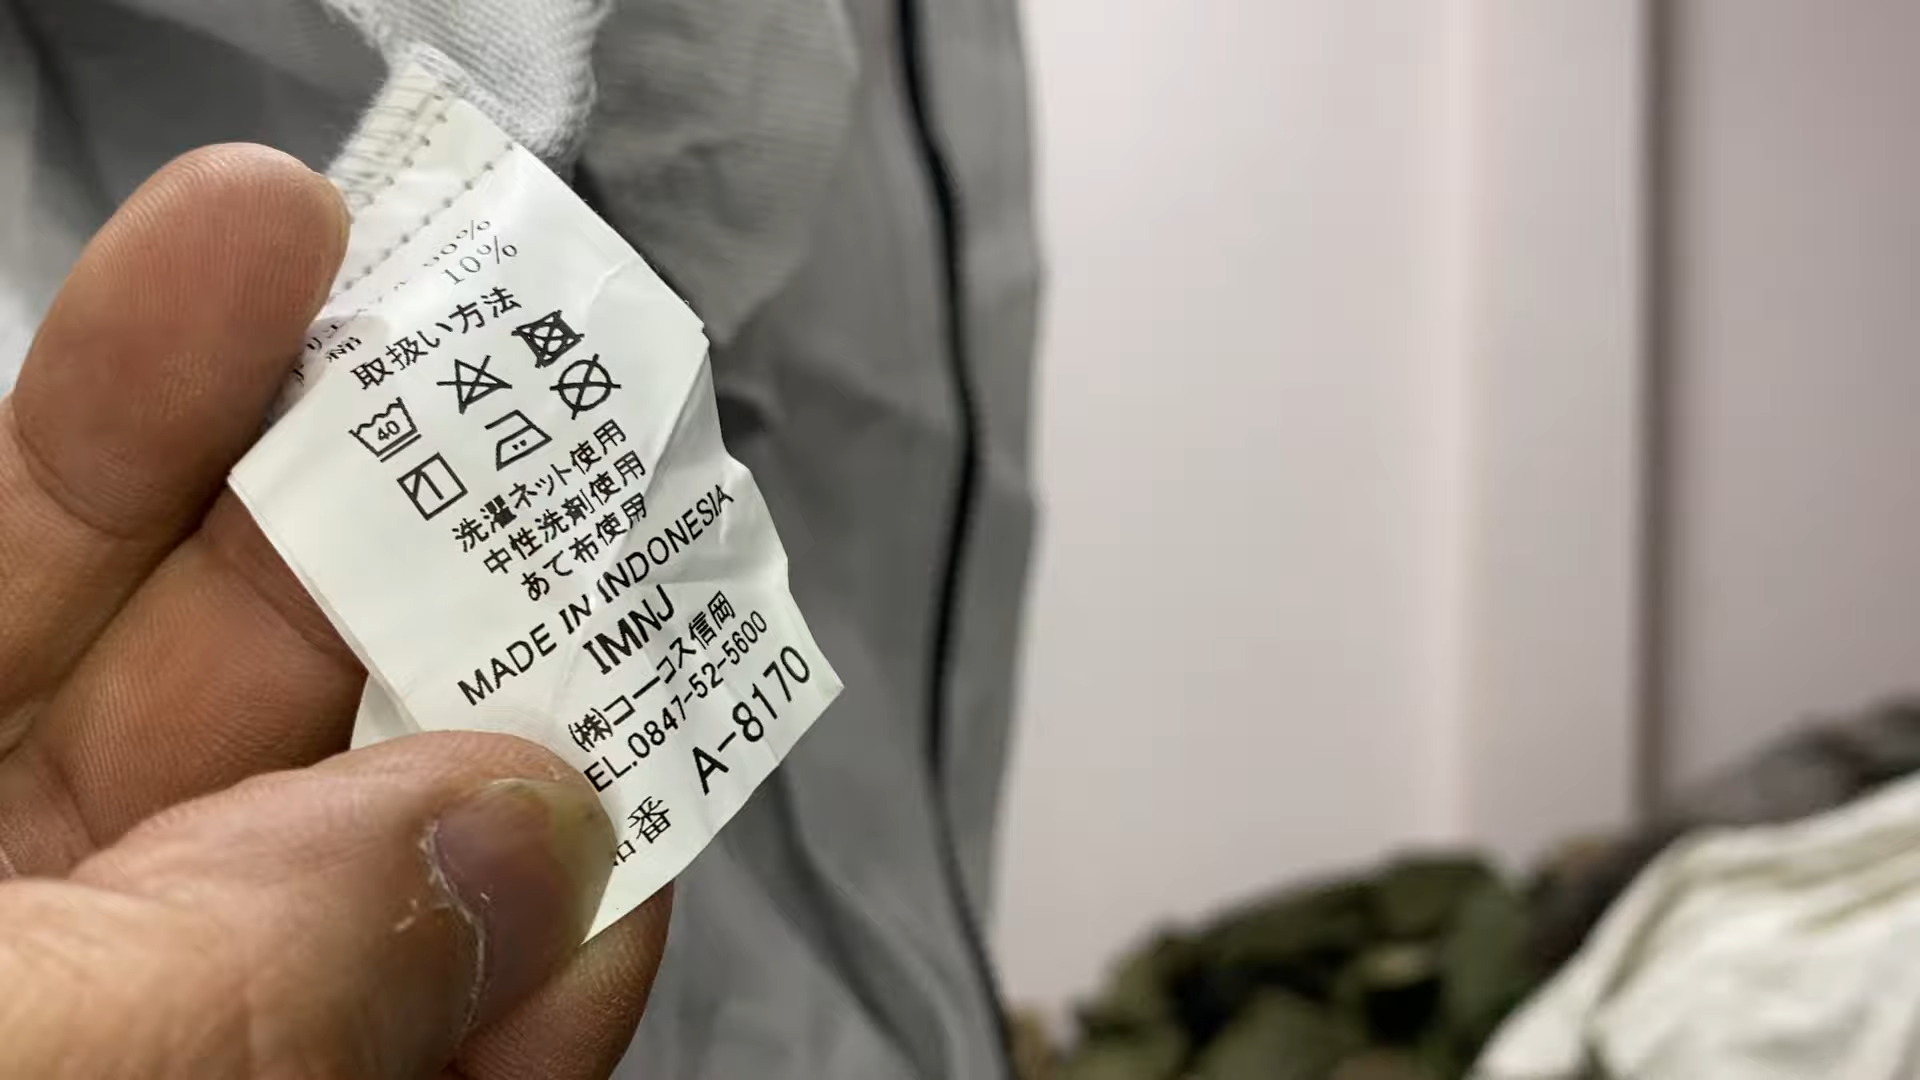 10%
取扱い方法
40
洗濯ネット使用
中性洗剤使用
あて布使用
MADE IN INDONESIA
IMNJ
㈱コーコス信岡
EL.0847-52-5600
番 A-8170